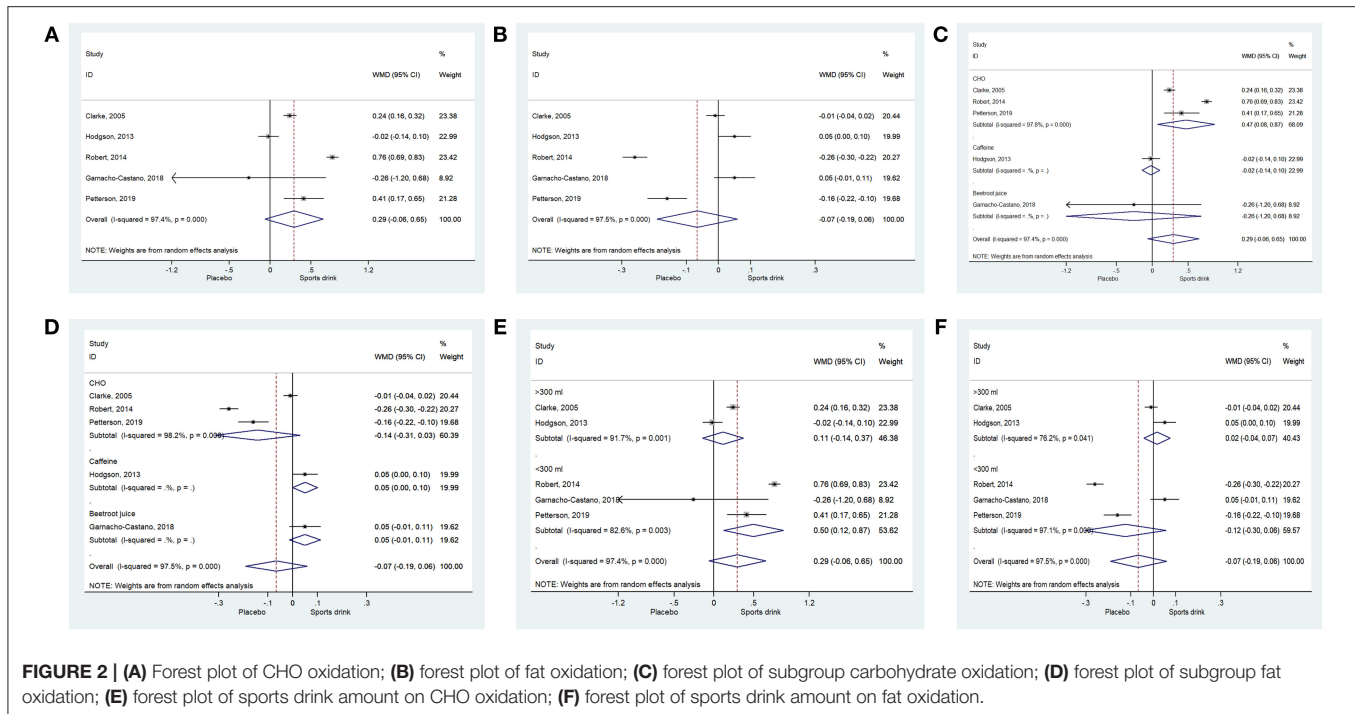 A
Study %
ID WMD (95% CI) Weight
Clarke, 2005 0.24 (0.16, 0.32) 23.38
Hodgson, 2013 -0.02 (-0.14, 0.10) 22.99
Robert, 2014 0.76 (0.69, 0.83) 23.42
Garnacho-Castano, 2018 -0.26 (-1.20, 0.68) 8.92
Petterson, 2019 0.41 (0.17, 0.65) 21.28
Overall (I-squared = 97.4%, p = 0.000) 0.29 (-0.06, 0.65) 100.00
NOTE: Weights are from random effects analysis
-1.2 -.5 0 .5 1.2
Placebo Sports drink
B
Study %
ID WMD (95% CI) Weight
Clarke, 2005 -0.01 (-0.04, 0.02) 20.44
Hodgson, 2013 0.05 (0.00, 0.10) 19.99
Robert, 2014 -0.26 (-0.30, -0.22) 20.27
Garnacho-Castano, 2018 0.05 (-0.01, 0.11) 19.62
Petterson, 2019 -0.16 (-0.22, -0.10) 19.68
Overall (I-squared = 97.5%, p = 0.000) -0.07 (-0.19, 0.06) 100.00
NOTE: Weights are from random effects analysis
-.3 -.1 0 .1 .3
Placebo Sports drink
C
Study %
ID WMD (95% CI) Weight
CHO
Clarke, 2005 0.24 (0.16, 0.32) 23.38
Robert, 2014 0.76 (0.69, 0.83) 23.42
Petterson, 2019 0.41 (0.17, 0.65) 21.28
Subtotal (I-squared = 97.8%, p = 0.000) 0.47 (0.08, 0.87) 68.09
.
Caffeine
Hodgson, 2013 -0.02 (-0.14, 0.10) 22.99
Subtotal (I-squared = .%, p = .) -0.02 (-0.14, 0.10) 22.99
.
Beetroot juice
Garnacho-Castano, 2018 -0.26 (-1.20, 0.68) 8.92
Subtotal (I-squared = .%, p = .) -0.26 (-1.20, 0.68) 8.92
.
Overall (I-squared = 97.4%, p = 0.000) 0.29 (-0.06, 0.65) 100.00
NOTE: Weights are from random effects analysis
-1.2 -.5 0 .5 1.2
Placebo Sports drink
D
Study %
ID WMD (95% CI) Weight
CHO
Clarke, 2005 -0.01 (-0.04, 0.02) 20.44
Robert, 2014 -0.26 (-0.30, -0.22) 20.27
Petterson, 2019 -0.16 (-0.22, -0.10) 19.68
Subtotal (I-squared = 98.2%, p = 0.000) -0.14 (-0.31, 0.03) 60.39
.
Caffeine
Hodgson, 2013 0.05 (0.00, 0.10) 19.99
Subtotal (I-squared = .%, p = .) 0.05 (0.00, 0.10) 19.99
.
Beetroot juice
Garnacho-Castano, 2018 0.05 (-0.01, 0.11) 19.62
Subtotal (I-squared = .%, p = .) 0.05 (-0.01, 0.11) 19.62
.
Overall (I-squared = 97.5%, p = 0.000) -0.07 (-0.19, 0.06) 100.00
NOTE: Weights are from random effects analysis
-.3 -.1 0 .1 .3
Placebo Sports drink
E
Study %
ID WMD (95% CI) Weight
>300 ml
Clarke, 2005 0.24 (0.16, 0.32) 23.38
Hodgson, 2013 -0.02 (-0.14, 0.10) 22.99
Subtotal (I-squared = 91.7%, p = 0.001) 0.11 (-0.14, 0.37) 46.38
.
<300 ml
Robert, 2014 0.76 (0.69, 0.83) 23.42
Garnacho-Castano, 2018 -0.26 (-1.20, 0.68) 8.92
Petterson, 2019 0.41 (0.17, 0.65) 21.28
Subtotal (I-squared = 82.6%, p = 0.003) 0.50 (0.12, 0.87) 53.62
.
Overall (I-squared = 97.4%, p = 0.000) 0.29 (-0.06, 0.65) 100.00
NOTE: Weights are from random effects analysis
-1.2 -.5 0 .5 1.2
Placebo Sports drink
F
Study %
ID WMD (95% CI) Weight
>300 ml
Clarke, 2005 -0.01 (-0.04, 0.02) 20.44
Hodgson, 2013 0.05 (0.00, 0.10) 19.99
Subtotal (I-squared = 76.2%, p = 0.041) 0.02 (-0.04, 0.07) 40.43
.
<300 ml
Robert, 2014 -0.26 (-0.30, -0.22) 20.27
Garnacho-Castano, 2018 0.05 (-0.01, 0.11) 19.62
Petterson, 2019 -0.16 (-0.22, -0.10) 19.68
Subtotal (I-squared = 97.1%, p = 0.000) -0.12 (-0.30, 0.06) 59.57
.
Overall (I-squared = 97.5%, p = 0.000) -0.07 (-0.19, 0.06) 100.00
NOTE: Weights are from random effects analysis
-.3 -.1 0 .1 .3
Placebo Sports drink
FIGURE 2 | (A) Forest plot of CHO oxidation; (B) forest plot of fat oxidation; (C) forest plot of subgroup carbohydrate oxidation; (D) forest plot of subgroup fat
oxidation; (E) forest plot of sports drink amount on CHO oxidation; (F) forest plot of sports drink amount on fat oxidation.